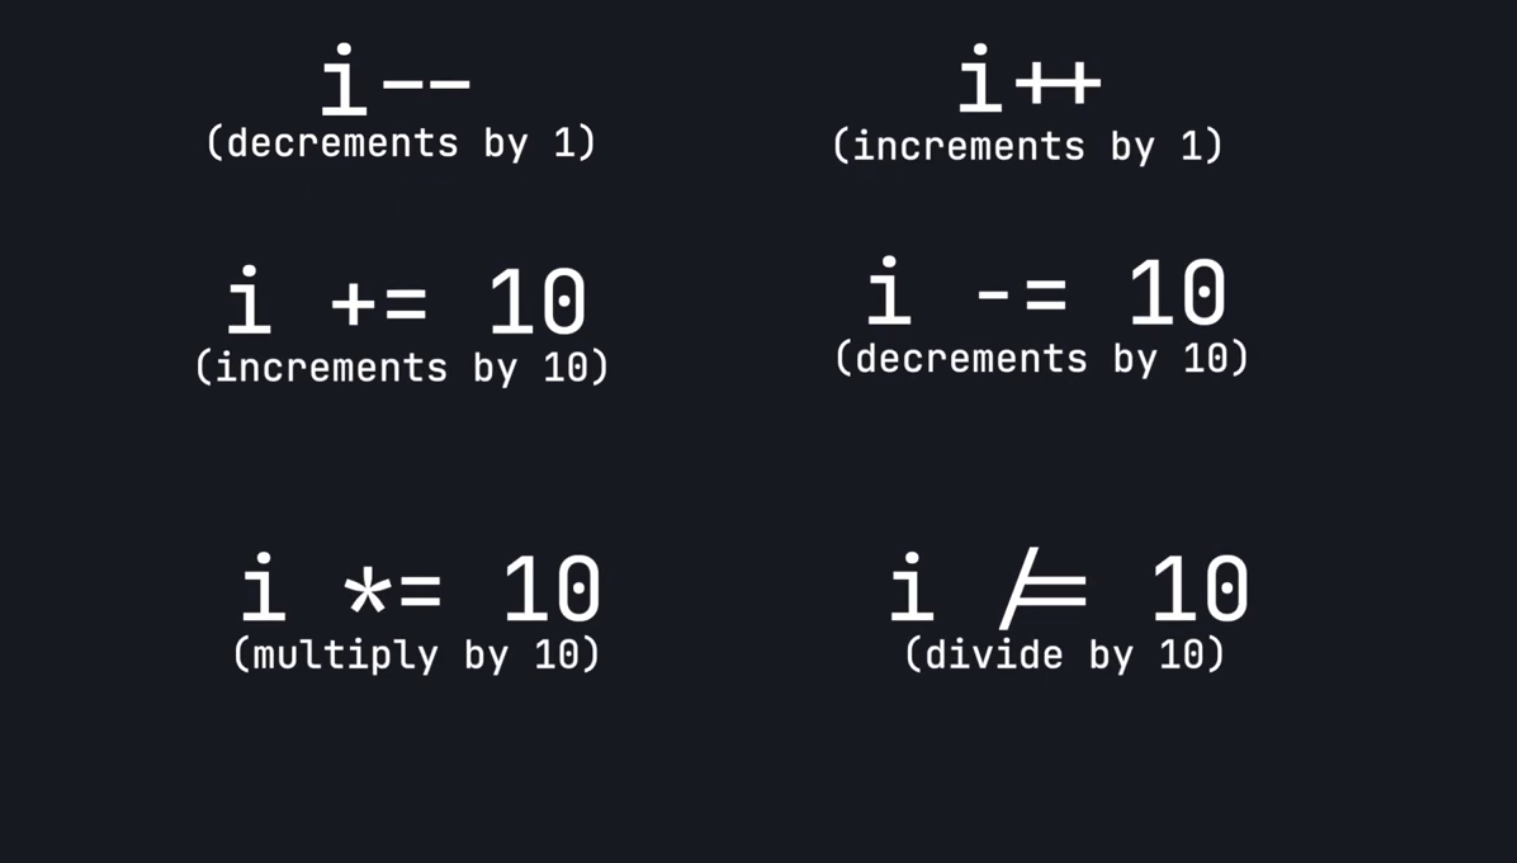 i--
(decrements by 1)
i++
(increments by 1)
i += 10
(increments by 10)
i -= 10
(decrements by 10)
i *= 10
(multiply by 10)
i /= 10
(divide by 10)